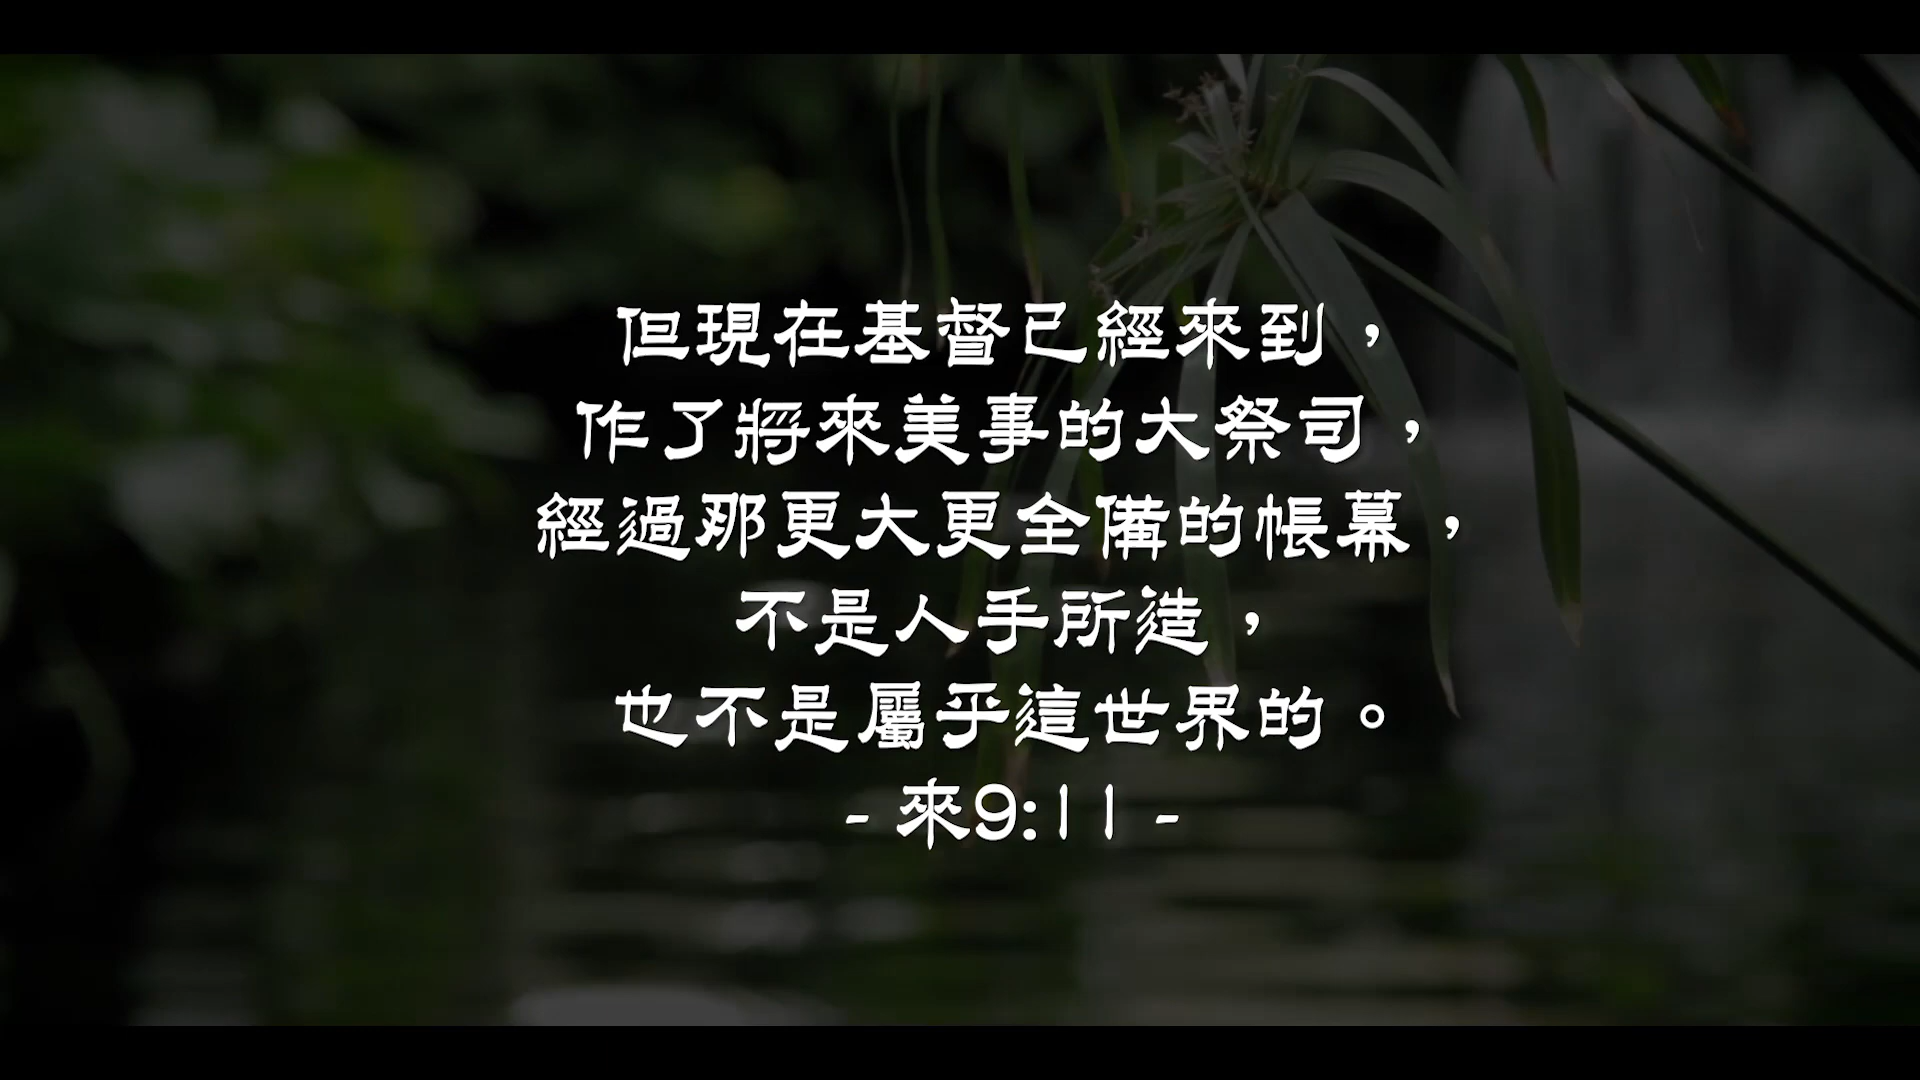 但現在基督已經來到，
作了將來美事的大祭司，
經過那更大更全備的帳幕，
不是人手所造，
也不是屬乎這世界的。
- 來9:11 -